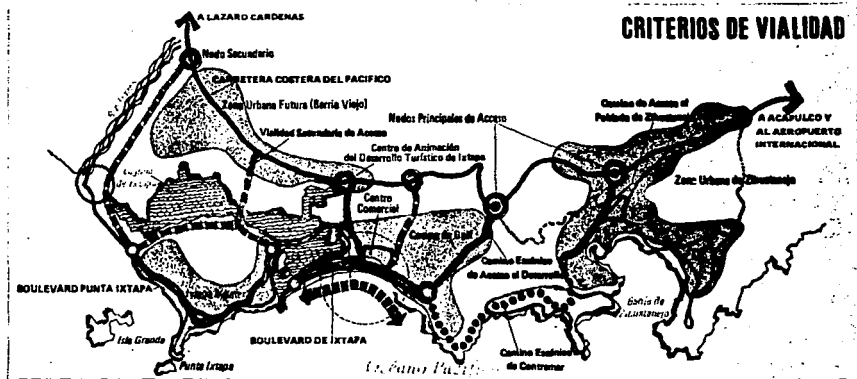 CRITERIOS DE VIALIDAD
A LAZARO CARDENAS
Nodo Secundario
CARRETERA COSTERA DEL PACIFICO
Zona Urbana Futura (Barrio Viejo)
Nodos Principales de Acceso
Camino de Acceso al
Poblado de Zihuatanejo
A ACAPULCO Y
AL AEROPUERTO
INTERNACIONAL
Vialidad Secundaria de Acceso
Centro de Animación
del Desarrollo Turístico de Ixtapa
Zona Urbana de Zihuatanejo
Laguna
de Ixtapa
Centro
Comercial
Campo de Golf
Camino Escénico
de Acceso al Desarrollo
BOULEVARD PUNTA IXTAPA
Bahía de
Zihuatanejo
Isla Grande
BOULEVARD DE IXTAPA
Camino Escénico
de Contramar
Punta Ixtapa
Océano Pacífi